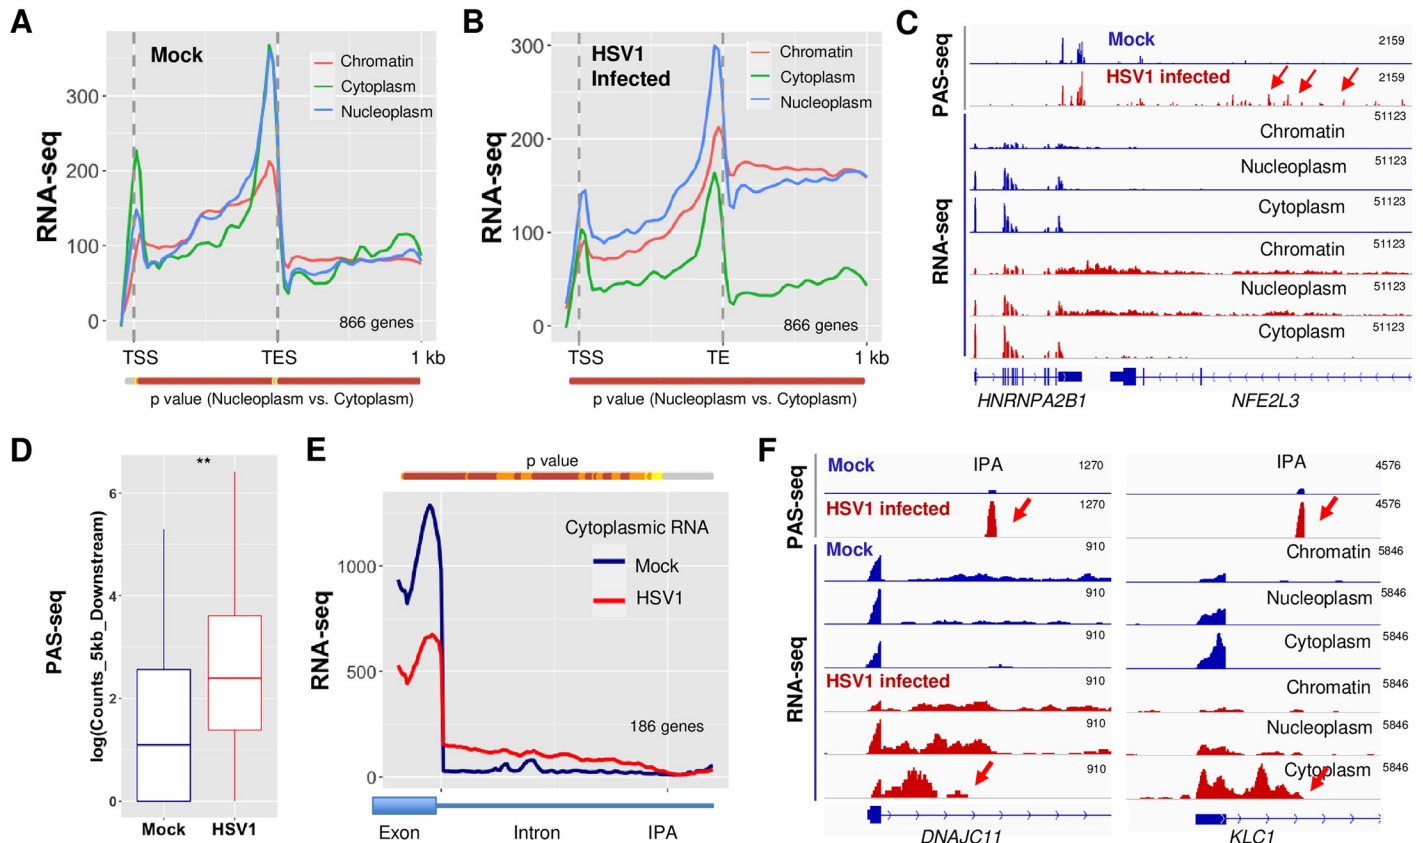 A
Mock
Chromatin
Cytoplasm
Nucleoplasm
RNA-seq
300
200
100
0
866 genes
TSS
TES
1 kb
p value (Nucleoplasm vs. Cytoplasm)
B
HSV1
Infected
Chromatin
Cytoplasm
Nucleoplasm
RNA-seq
300
200
100
0
866 genes
TSS
TE
1 kb
p value (Nucleoplasm vs. Cytoplasm)
C
PAS-seq
Mock
2159
HSV1 infected
2159
RNA-seq
51123
Chromatin
51123
Nucleoplasm
51123
Cytoplasm
51123
Chromatin
51123
Nucleoplasm
51123
Cytoplasm
51123
HNRNPA2B1
NFE2L3
D
**
PAS-seq
log(Counts_5kb_Downstream)
6
4
2
0
Mock
HSV1
E
p value
Cytoplasmic RNA
Mock
HSV1
RNA-seq
1000
500
0
186 genes
Exon
Intron
IPA
F
PAS-seq
Mock
IPA
1270
HSV1 infected
1270
RNA-seq
Mock
910
910
910
HSV1 infected
910
910
910
DNAJC11
IPA
4576
4576
Chromatin
5846
Nucleoplasm
5846
Cytoplasm
5846
Chromatin
5846
Nucleoplasm
5846
Cytoplasm
5846
KLC1